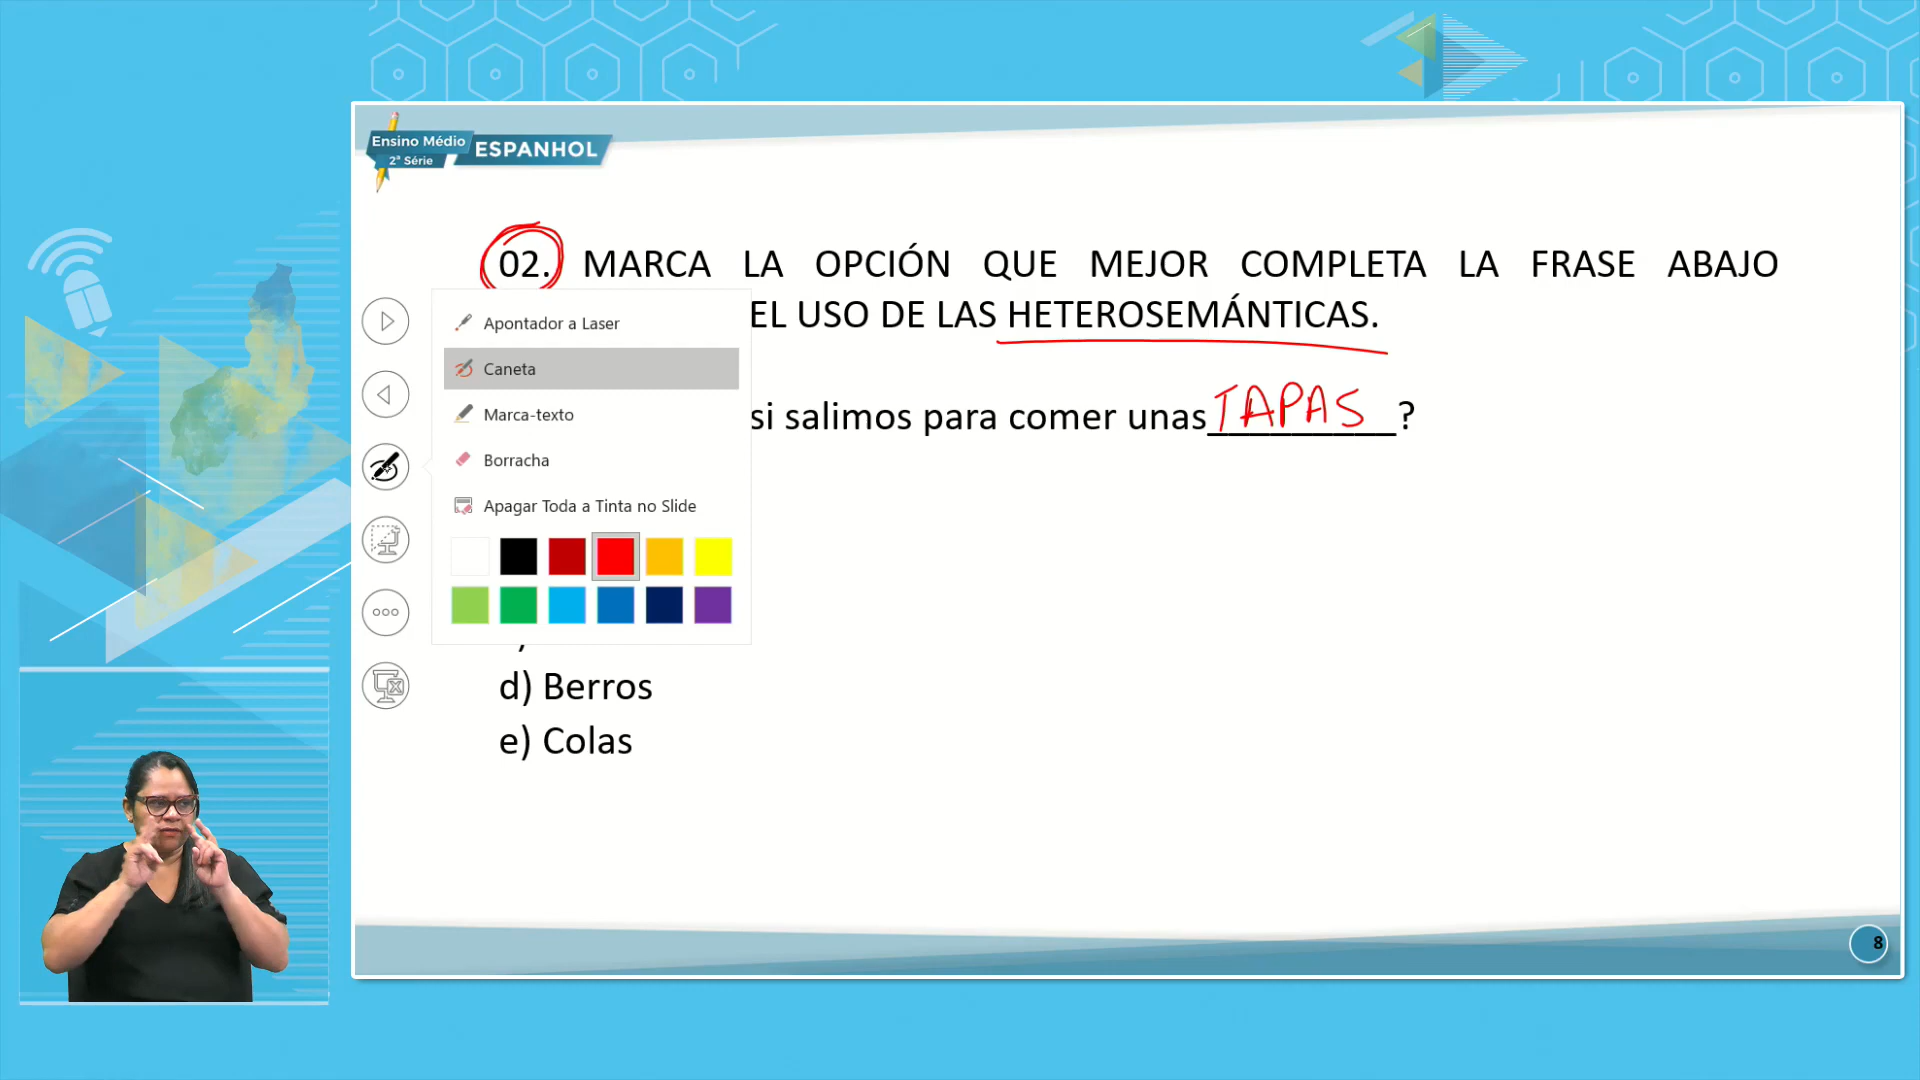 Ensino Médio
2ª Série
ESPANHOL
02. MARCA LA OPCIÓN QUE MEJOR COMPLETA LA FRASE ABAJO
EL USO DE LAS HETEROSEMÁNTICAS.
si salimos para comer unas TAPAS_________?
Apontador a Laser
Caneta
Marca-texto
Borracha
Apagar Toda a Tinta no Slide
d) Berros
e) Colas
8